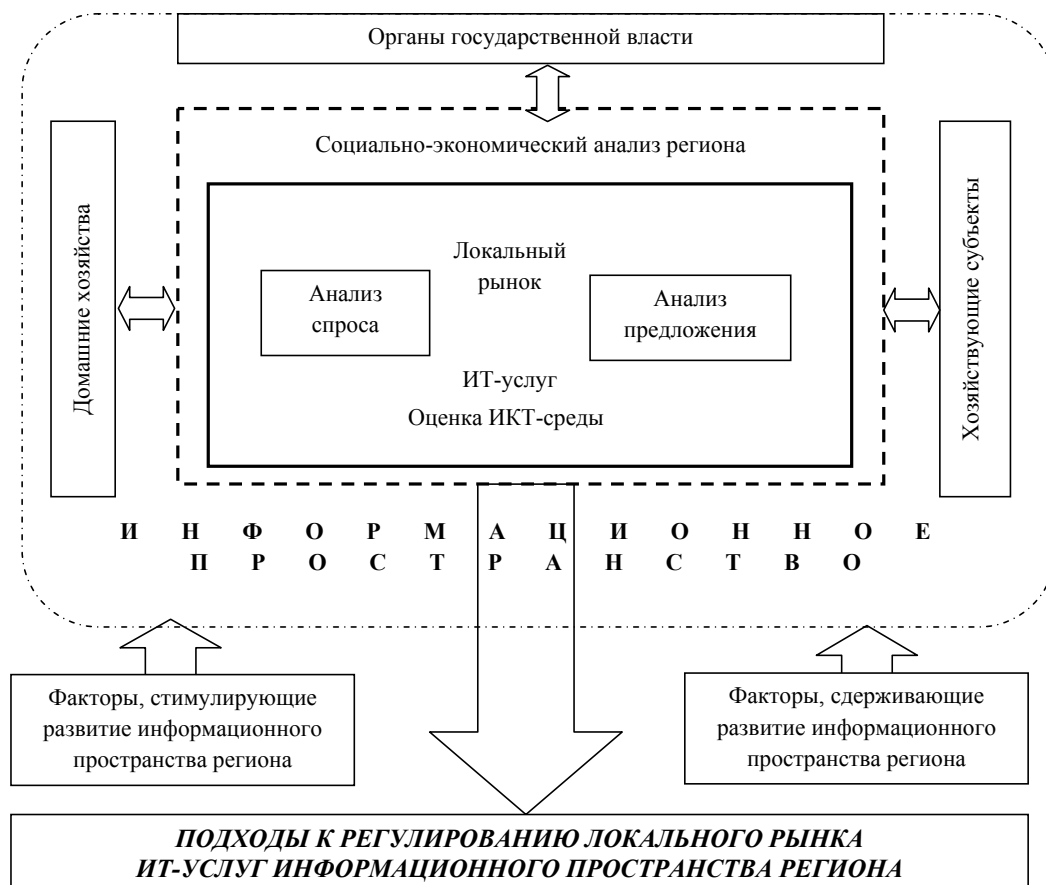 Органы государственной власти
Социально-экономический анализ региона
Домашние хозяйства
Хозяйствующие субъекты
Локальный
рынок
Анализ
спроса
Анализ
предложения
ИТ-услуг
Оценка ИКТ-среды
И Н Ф О Р М А Ц И О Н Н О Е
П Р О С Т Р А Н С Т В О
Факторы, стимулирующие
развитие информационного
пространства региона
Факторы, сдерживающие
развитие информационного
пространства региона
ПОДХОДЫ К РЕГУЛИРОВАНИЮ ЛОКАЛЬНОГО РЫНКА
ИТ-УСЛУГ ИНФОРМАЦИОННОГО ПРОСТРАНСТВА РЕГИОНА